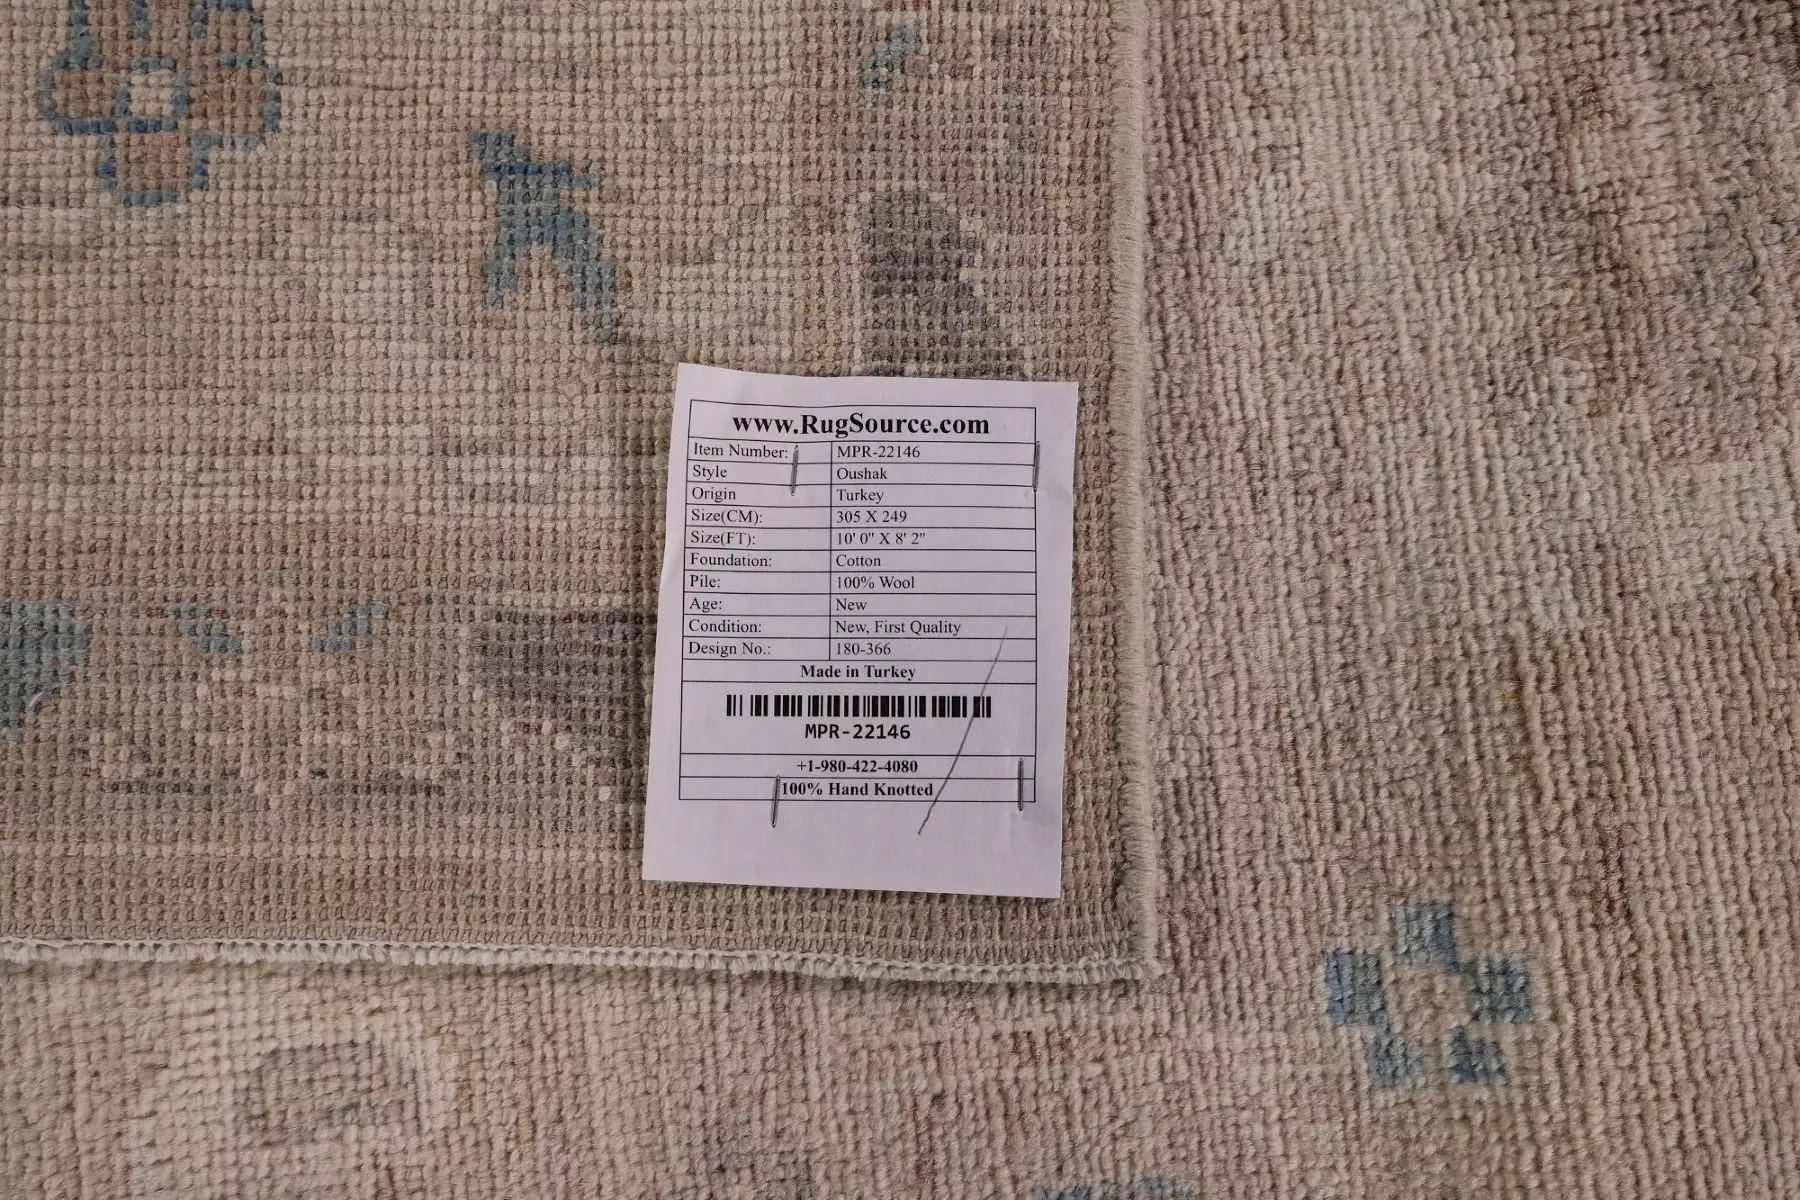 www.RugSource.com
Item Number: MPR-22146
Style Oushak
Origin Turkey
Size(CM): 305 X 249
Size(FT): 10' 0" X 8' 2"
Foundation: Cotton
Pile: 100% Wool
Age: New
Condition: New, First Quality
Design No.: 180-366
Made in Turkey
MPR-22146
+1-980-422-4080
100% Hand Knotted